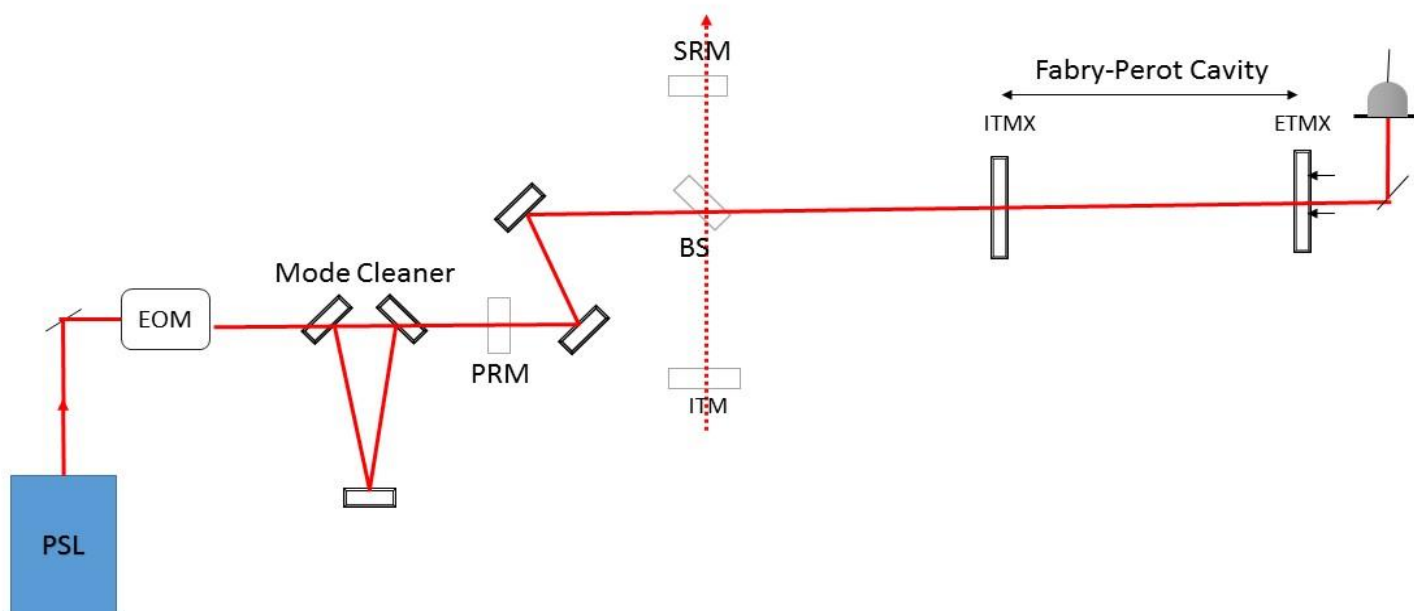 SRM
Fabry-Perot Cavity
ITMX
ETMX
BS
Mode Cleaner
EOM
PRM
ITM
PSL